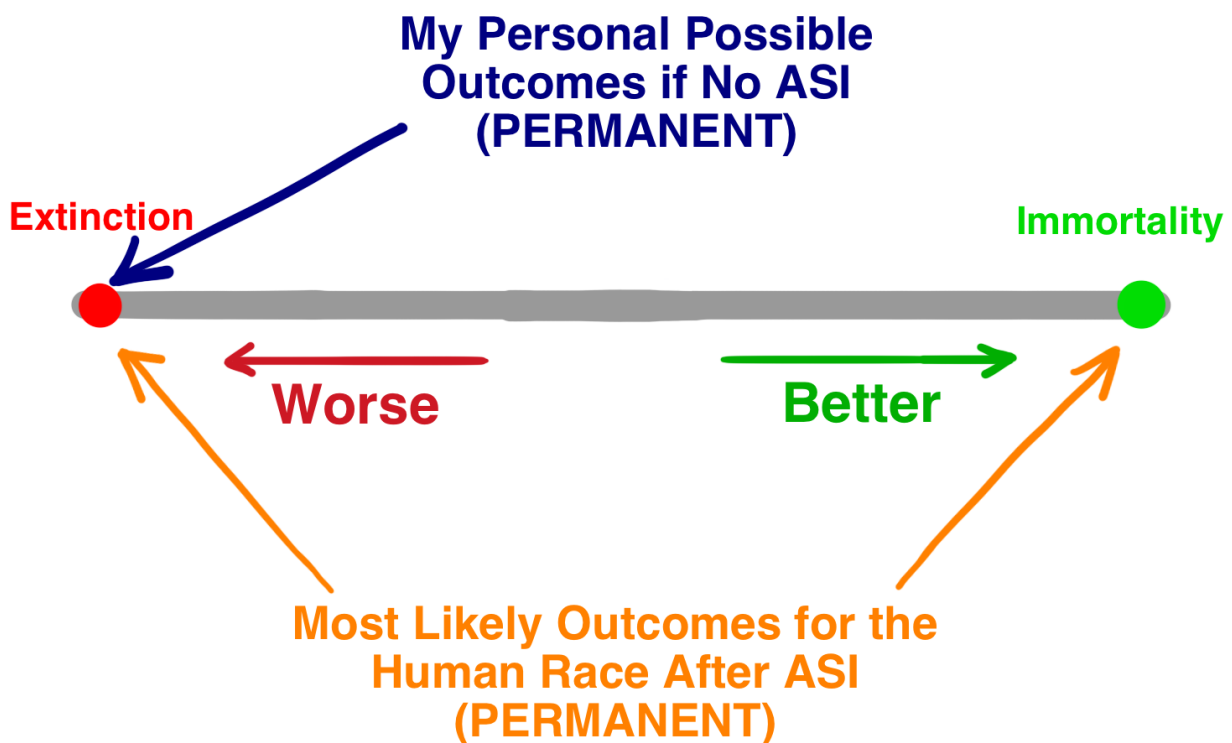 My Personal Possible
Outcomes if No ASI
(PERMANENT)
Extinction
Immortality
Worse
Better
Most Likely Outcomes for the
Human Race After ASI
(PERMANENT)